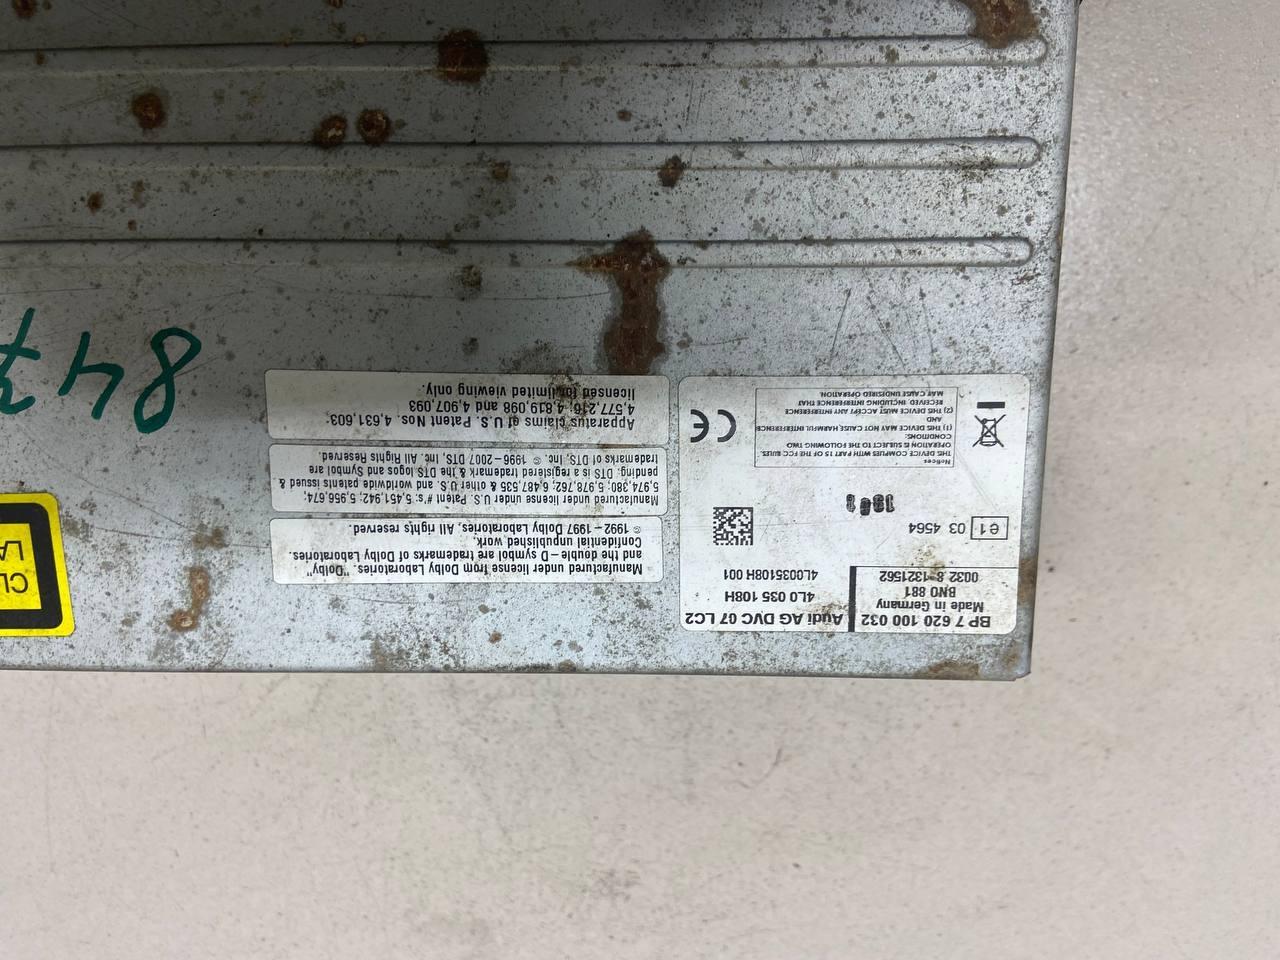 BP 7 620 100 032
Made in Germany
BNO 881
0032 8-1321562
Audi AG DVC 07 LC2
4L0 035 108H
4L0035108H 001
e1
03 4564
Notices
THIS DEVICE COMPLIES WITH PART 15 OF THE FCC RULES.
OPERATION IS SUBJECT TO THE FOLLOWING TWO
CONDITIONS:
(1) THIS DEVICE MAY NOT CAUSE HARMFUL INTERFERENCE
AND
(2) THIS DEVICE MUST ACCEPT ANY INTERFERENCE
RECEIVED, INCLUDING INTERFERENCE THAT
MAY CAUSE UNDESIRED OPERATION.
CE
Manufactured under license from Dolby Laboratories. "Dolby"
and the double-D symbol are trademarks of Dolby Laboratories.
Confidential unpublished work.
© 1992-1997 Dolby Laboratories, All rights reserved.
Manufactured under license under U.S. Patent #'s: 5,451,942; 5,956,674;
5,974,380; 5,978,762; 6,487,535 & other U.S. and worldwide patents issued &
pending. DTS is a registered trademark & the DTS logos and Symbol are
trademarks of DTS, Inc. © 1996-2007 DTS, Inc. All Rights Reserved.
Apparatus claims of U.S. Patent Nos. 4,631,603;
4,577,216; 4,819,098 and 4,907,093
licensed for limited viewing only.
CL
LA
847